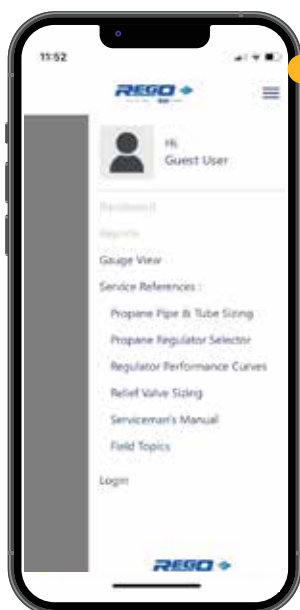 11:52
REGO
Hi,
Guest User
Dashboard
Reports
Gauge View
Service References :
Propane Pipe & Tube Sizing
Propane Regulator Selector
Regulator Performance Curves
Relief Valve Sizing
Serviceman's Manual
Field Topics
Login
REGO